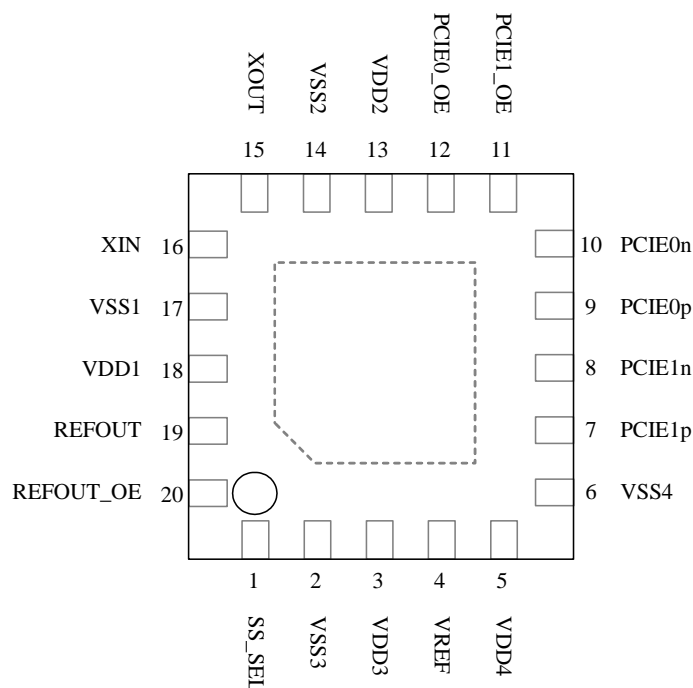 XOUT
VSS2
VDD2
PCIE0_OE
PCIE1_OE
15 14 13 12 11
XIN 16
10 PCIE0n
VSS1 17
9 PCIE0p
VDD1 18
8 PCIE1n
REFOUT 19
7 PCIE1p
REFOUT_OE 20
6 VSS4
1 2 3 4 5
SS_SEL
VSS3
VDD3
VREF
VDD4